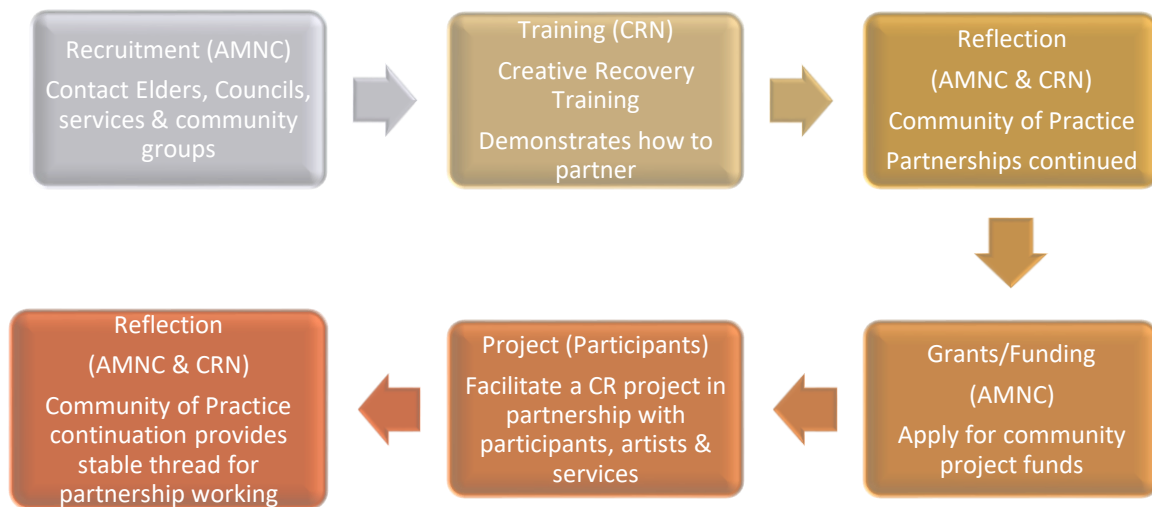 Recruitment (AMNC)
Contact Elders, Councils,
services & community
groups
Training (CRN)
Creative Recovery
Training
Demonstrates how to
partner
Reflection
(AMNC & CRN)
Community of Practice
Partnerships continued
Grants/Funding
(AMNC)
Apply for community
project funds
Project (Participants)
Facilitate a CR project in
partnership with
participants, artists &
services
Reflection
(AMNC & CRN)
Community of Practice
continuation provides
stable thread for
partnership working